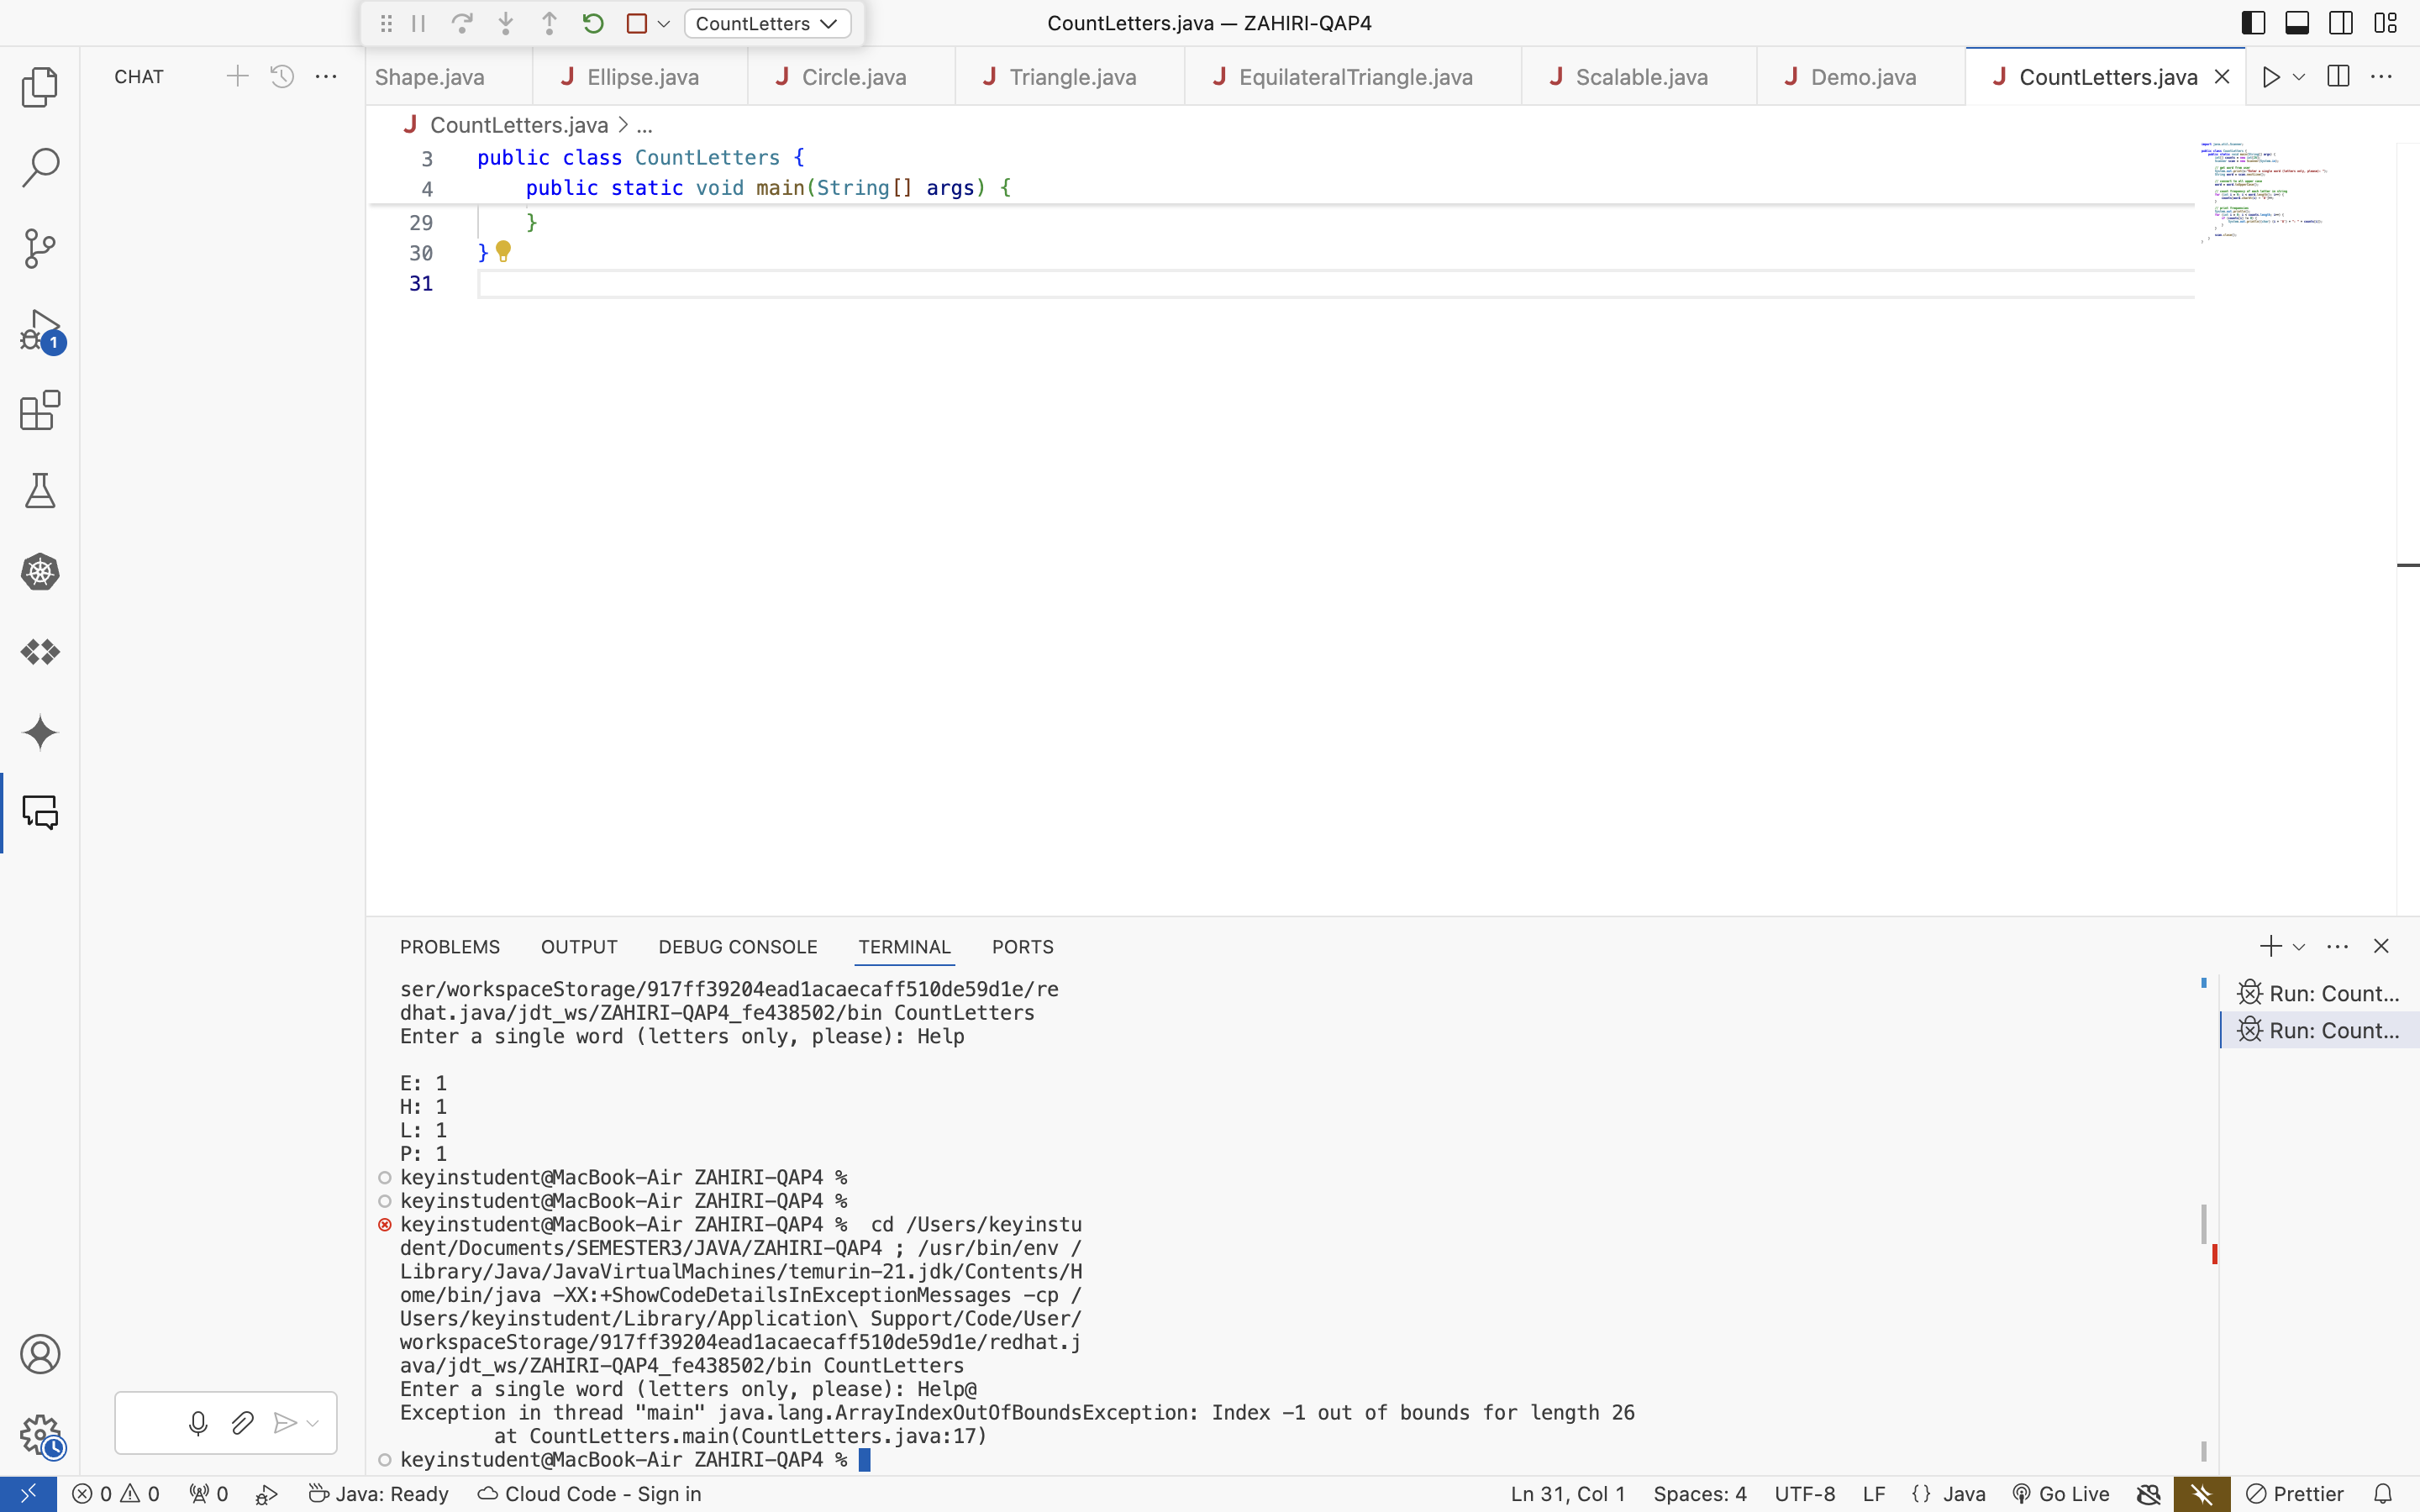 CountLetters
CountLetters.java — ZAHIRI-QAP4
CHAT
Shape.java
Ellipse.java
Circle.java
Triangle.java
EquilateralTriangle.java
Scalable.java
Demo.java
CountLetters.java
CountLetters.java > ...
3 public class CountLetters {
4 public static void main(String[] args) {
29 }
30 }
31
1
PROBLEMS OUTPUT DEBUG CONSOLE TERMINAL PORTS
ser/workspaceStorage/917ff39204ead1acaecaff510de59d1e/re
dhat.java/jdt_ws/ZAHIRI-QAP4_fe438502/bin CountLetters
Enter a single word (letters only, please): Help
E: 1
H: 1
L: 1
P: 1
keyinstudent@MacBook-Air ZAHIRI-QAP4 %
keyinstudent@MacBook-Air ZAHIRI-QAP4 %
keyinstudent@MacBook-Air ZAHIRI-QAP4 %  cd /Users/keyinstu
dent/Documents/SEMESTER3/JAVA/ZAHIRI-QAP4 ; /usr/bin/env /
Library/Java/JavaVirtualMachines/temurin-21.jdk/Contents/H
ome/bin/java -XX:+ShowCodeDetailsInExceptionMessages -cp /
Users/keyinstudent/Library/Application\ Support/Code/User/
workspaceStorage/917ff39204ead1acaecaff510de59d1e/redhat.j
ava/jdt_ws/ZAHIRI-QAP4_fe438502/bin CountLetters
Enter a single word (letters only, please): Help@
Exception in thread "main" java.lang.ArrayIndexOutOfBoundsException: Index -1 out of bounds for length 26
at CountLetters.main(CountLetters.java:17)
keyinstudent@MacBook-Air ZAHIRI-QAP4 %
Run: Count...
Run: Count...
0 0 0 Java: Ready Cloud Code - Sign in Ln 31, Col 1 Spaces: 4 UTF-8 LF {} Java Go Live Prettier